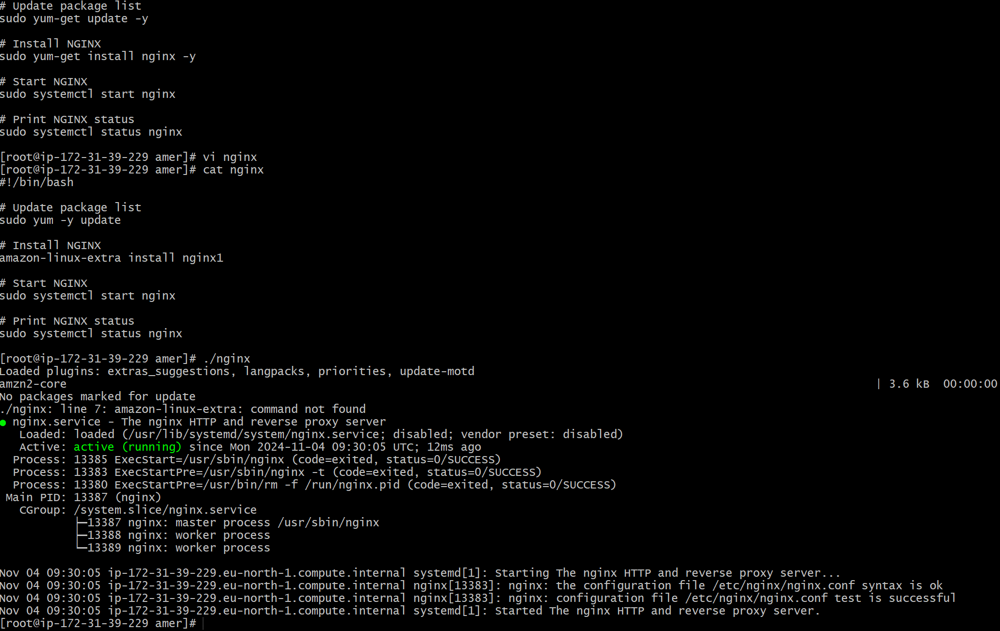 # Update package list
sudo yum-get update -y
# Install NGINX
sudo yum-get install nginx -y
# Start NGINX
sudo systemctl start nginx
# Print NGINX status
sudo systemctl status nginx
[root@ip-172-31-39-229 amer]# vi nginx
[root@ip-172-31-39-229 amer]# cat nginx
#!/bin/bash
# Update package list
sudo yum -y update
# Install NGINX
amazon-linux-extra install nginx1
# Start NGINX
sudo systemctl start nginx
# Print NGINX status
sudo systemctl status nginx
[root@ip-172-31-39-229 amer]# ./nginx
Loaded plugins: extras_suggestions, langpacks, priorities, update-motd
amzn2-core | 3.6 kB 00:00:00
No packages marked for update
./nginx: line 7: amazon-linux-extra: command not found
● nginx.service - The nginx HTTP and reverse proxy server
Loaded: loaded (/usr/lib/systemd/system/nginx.service; disabled; vendor preset: disabled)
Active: active (running) since Mon 2024-11-04 09:30:05 UTC; 12ms ago
Process: 13385 ExecStart=/usr/sbin/nginx (code=exited, status=0/SUCCESS)
Process: 13383 ExecStartPre=/usr/sbin/nginx -t (code=exited, status=0/SUCCESS)
Process: 13380 ExecStartPre=/usr/bin/rm -f /run/nginx.pid (code=exited, status=0/SUCCESS)
Main PID: 13387 (nginx)
CGroup: /system.slice/nginx.service
├─13387 nginx: master process /usr/sbin/nginx
├─13388 nginx: worker process
└─13389 nginx: worker process
Nov 04 09:30:05 ip-172-31-39-229.eu-north-1.compute.internal systemd[1]: Starting The nginx HTTP and reverse proxy server...
Nov 04 09:30:05 ip-172-31-39-229.eu-north-1.compute.internal nginx[13383]: nginx: the configuration file /etc/nginx/nginx.conf syntax is ok
Nov 04 09:30:05 ip-172-31-39-229.eu-north-1.compute.internal nginx[13383]: nginx: configuration file /etc/nginx/nginx.conf test is successful
Nov 04 09:30:05 ip-172-31-39-229.eu-north-1.compute.internal systemd[1]: Started The nginx HTTP and reverse proxy server.
[root@ip-172-31-39-229 amer]#